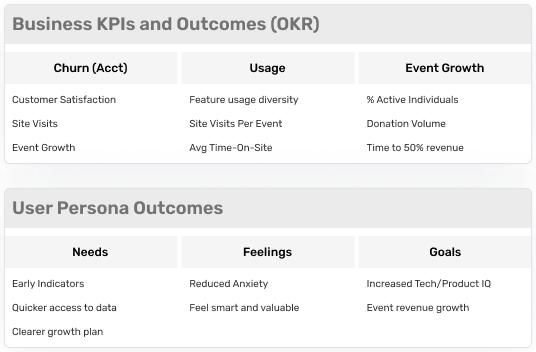 Business KPIs and Outcomes (OKR)
Churn (Acct) Usage Event Growth
Customer Satisfaction Feature usage diversity % Active Individuals
Site Visits Site Visits Per Event Donation Volume
Event Growth Avg Time-On-Site Time to 50% revenue
User Persona Outcomes
Needs Feelings Goals
Early Indicators Reduced Anxiety Increased Tech/Product IQ
Quicker access to data Feel smart and valuable Event revenue growth
Clearer growth plan